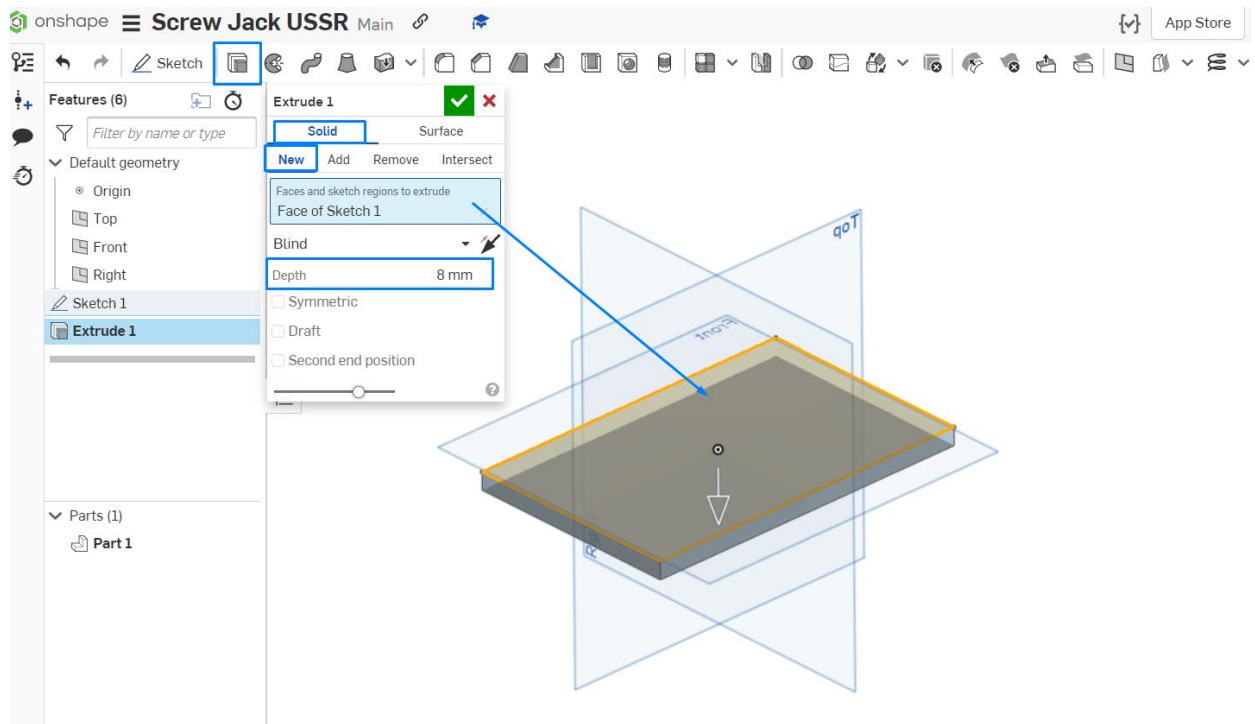 onshape Screw Jack USSR Main App Store
Sketch
Features (6)
Filter by name or type
Default geometry
Origin
Top
Front
Right
Sketch 1
Extrude 1
Parts (1)
Part 1
Extrude 1
Solid Surface
New Add Remove Intersect
Faces and sketch regions to extrude
Face of Sketch 1
Blind
Depth 8 mm
Symmetric
Draft
Second end position
Top
Front
Right